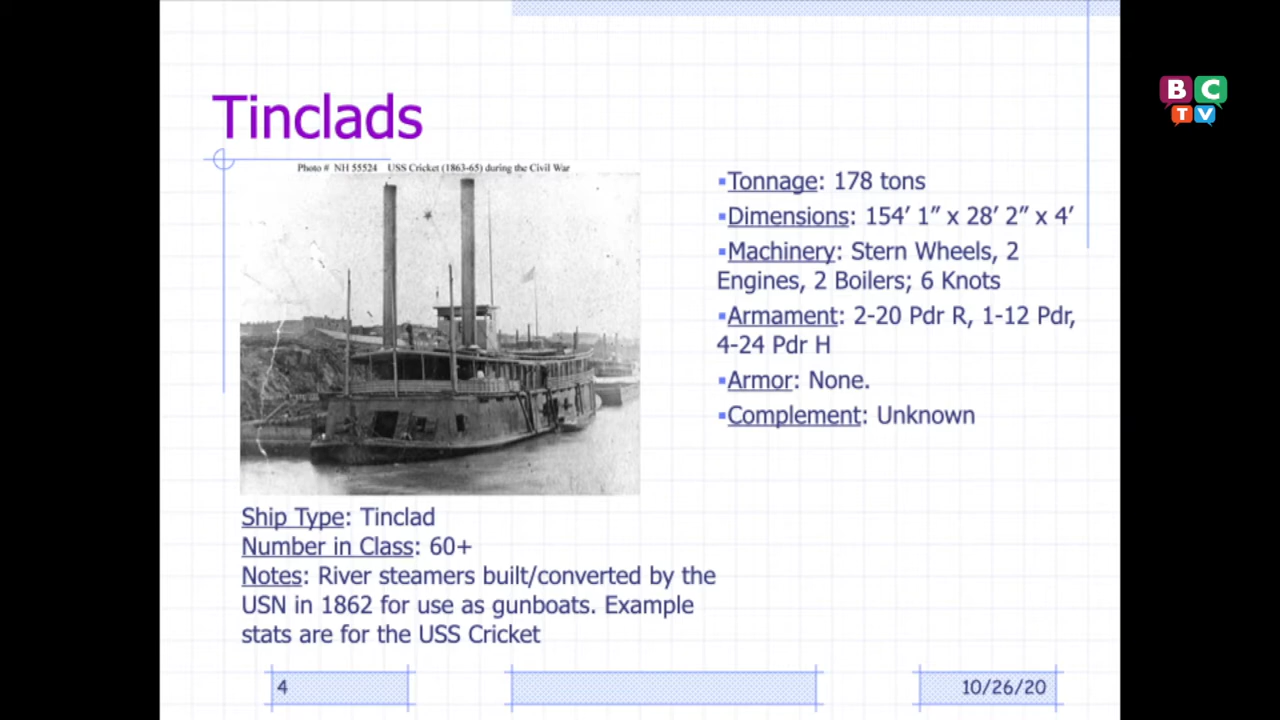 Tinclads
Photo # NH 55524 USS Cricket (1863-65) during the Civil War
▪Tonnage: 178 tons
▪Dimensions: 154′ 1″ x 28′ 2″ x 4′
▪Machinery: Stern Wheels, 2
Engines, 2 Boilers; 6 Knots
▪Armament: 2-20 Pdr R, 1-12 Pdr,
4-24 Pdr H
▪Armor: None.
▪Complement: Unknown
Ship Type: Tinclad
Number in Class: 60+
Notes: River steamers built/converted by the
USN in 1862 for use as gunboats. Example
stats are for the USS Cricket
4
10/26/20
BC
TV